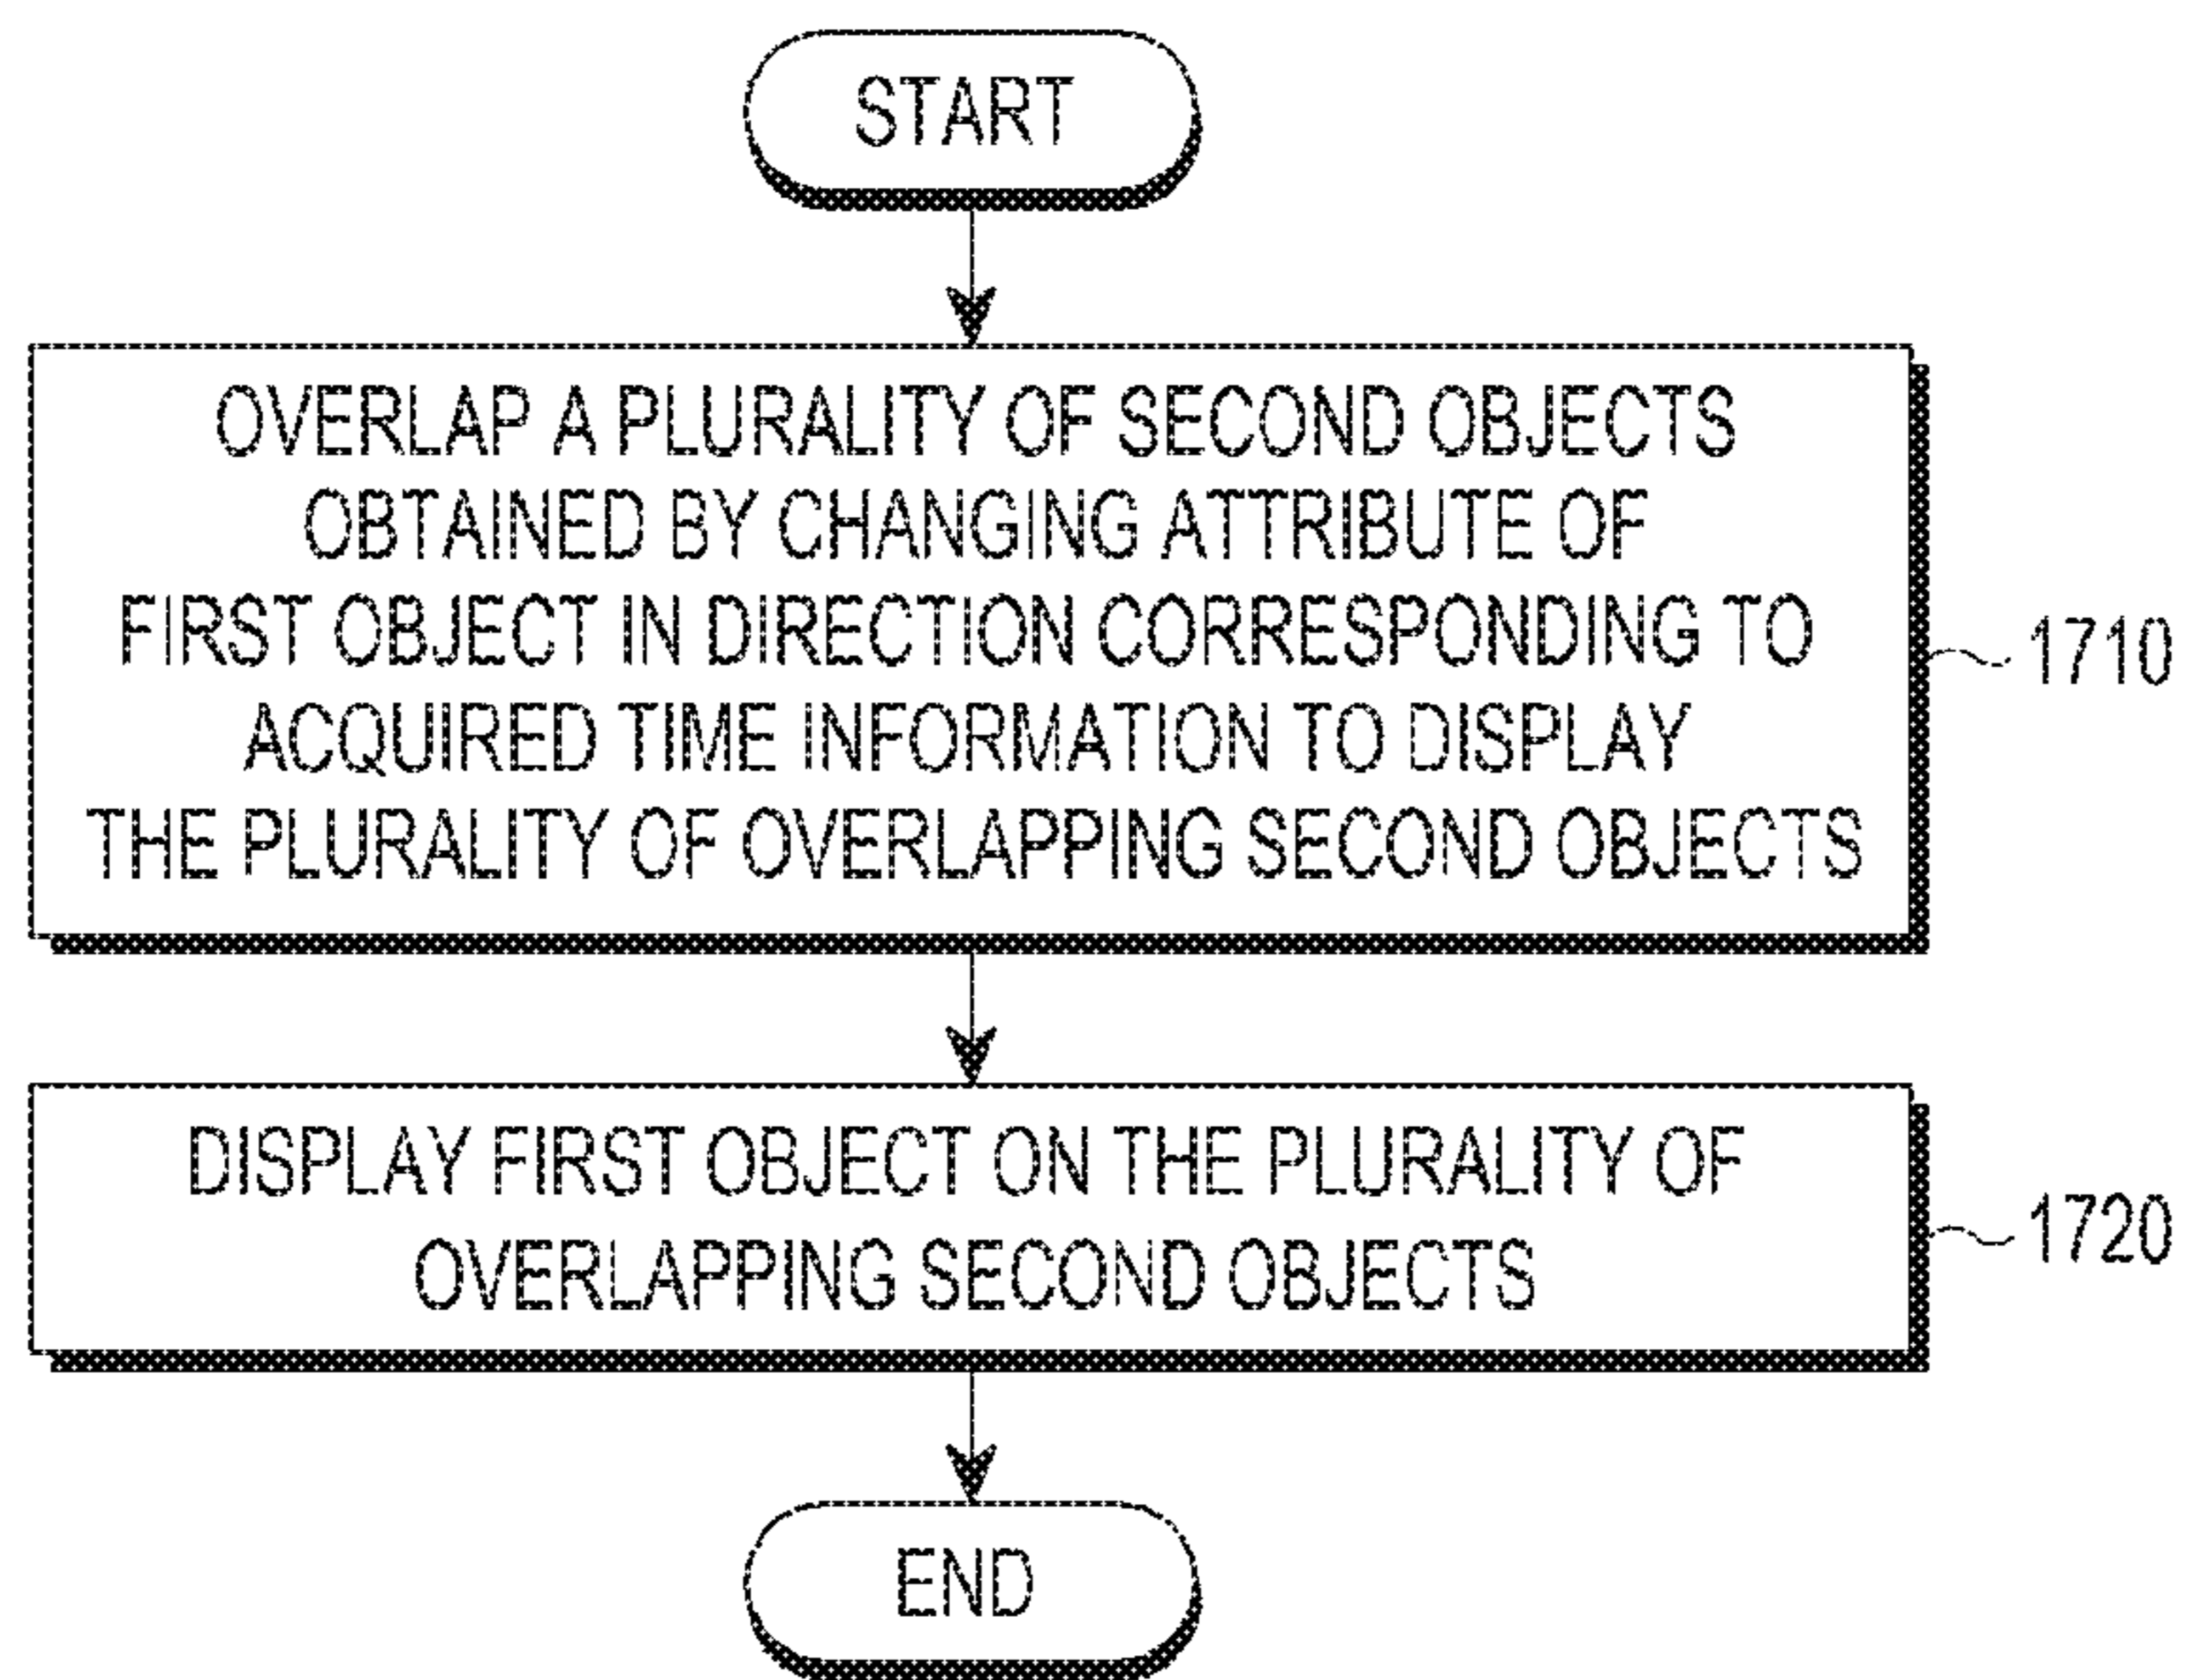 START
OVERLAP A PLURALITY OF SECOND OBJECTS
OBTAINED BY CHANGING ATTRIBUTE OF
FIRST OBJECT IN DIRECTION CORRESPONDING TO
ACQUIRED TIME INFORMATION TO DISPLAY
THE PLURALITY OF OVERLAPPING SECOND OBJECTS
1710
DISPLAY FIRST OBJECT ON THE PLURALITY OF
OVERLAPPING SECOND OBJECTS
1720
END